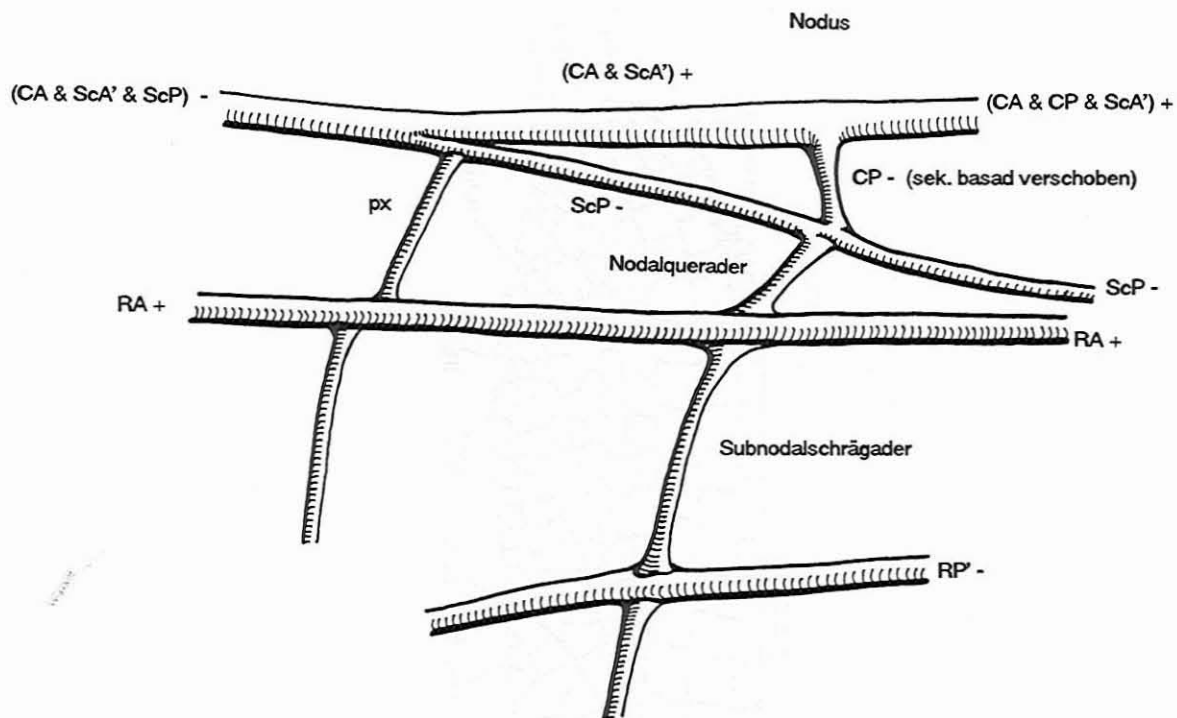 Nodus
(CA & ScA’) +
(CA & ScA’ & ScP) -
(CA & CP & ScA’) +
CP - (sek. basad verschoben)
px
ScP -
Nodalquerader
ScP -
RA +
RA +
Subnodalschrägader
RP’ -